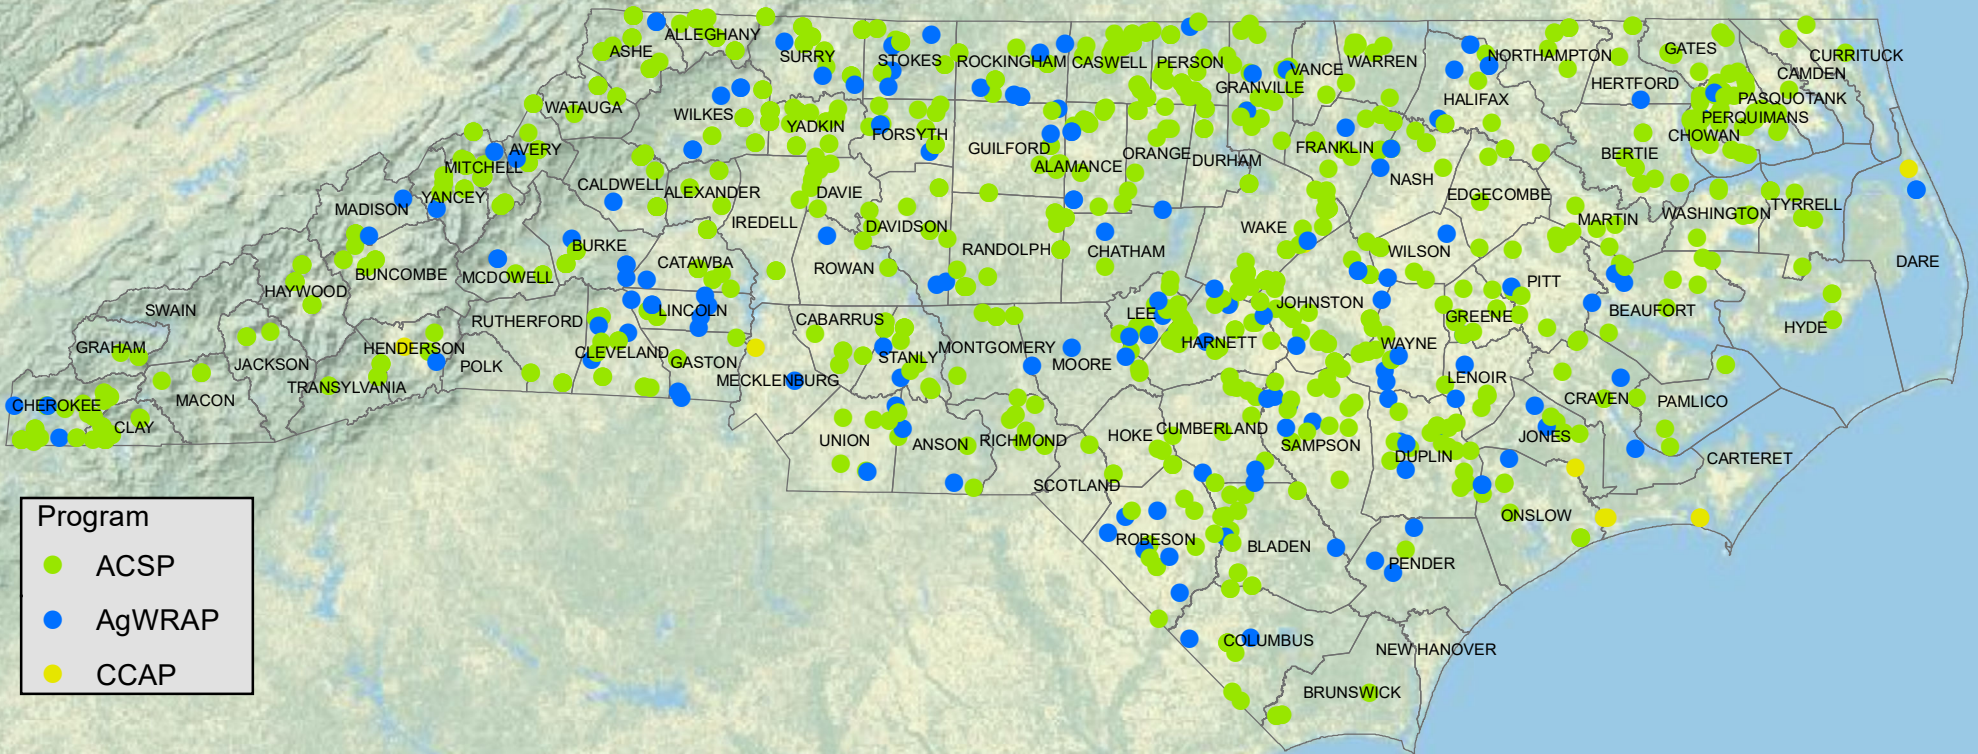 ALLEGHANY
ASHE
SURRY
STOKES
ROCKINGHAM
CASWELL
PERSON
GRANVILLE
VANCE
WARREN
NORTHAMPTON
GATES
CURRITUCK
CAMDEN
HERTFORD
PASQUOTANK
HALIFAX
PERQUIMANS
CHOWAN
WATAUGA
WILKES
YADKIN
FORSYTH
GUILFORD
ALAMANCE
ORANGE
DURHAM
FRANKLIN
NASH
BERTIE
AVERY
MITCHELL
YANCEY
CALDWELL
ALEXANDER
IREDELL
DAVIE
EDGECOMBE
MARTIN
WASHINGTON
TYRRELL
MADISON
DAVIDSON
RANDOLPH
CHATHAM
WAKE
WILSON
DARE
BURKE
BUNCOMBE
MCDOWELL
CATAWBA
ROWAN
PITT
HAYWOOD
SWAIN
LINCOLN
RUTHERFORD
CABARRUS
LEE
JOHNSTON
GREENE
BEAUFORT
HYDE
GRAHAM
JACKSON
HENDERSON
POLK
CLEVELAND
GASTON
MECKLENBURG
STANLY
MONTGOMERY
MOORE
HARNETT
WAYNE
LENOIR
CRAVEN
PAMLICO
CHEROKEE
MACON
TRANSYLVANIA
CLAY
UNION
ANSON
RICHMOND
HOKE
CUMBERLAND
SAMPSON
DUPLIN
JONES
CARTERET
SCOTLAND
ONSLOW
ROBESON
BLADEN
PENDER
COLUMBUS
NEW HANOVER
BRUNSWICK
Program
ACSP
AgWRAP
CCAP